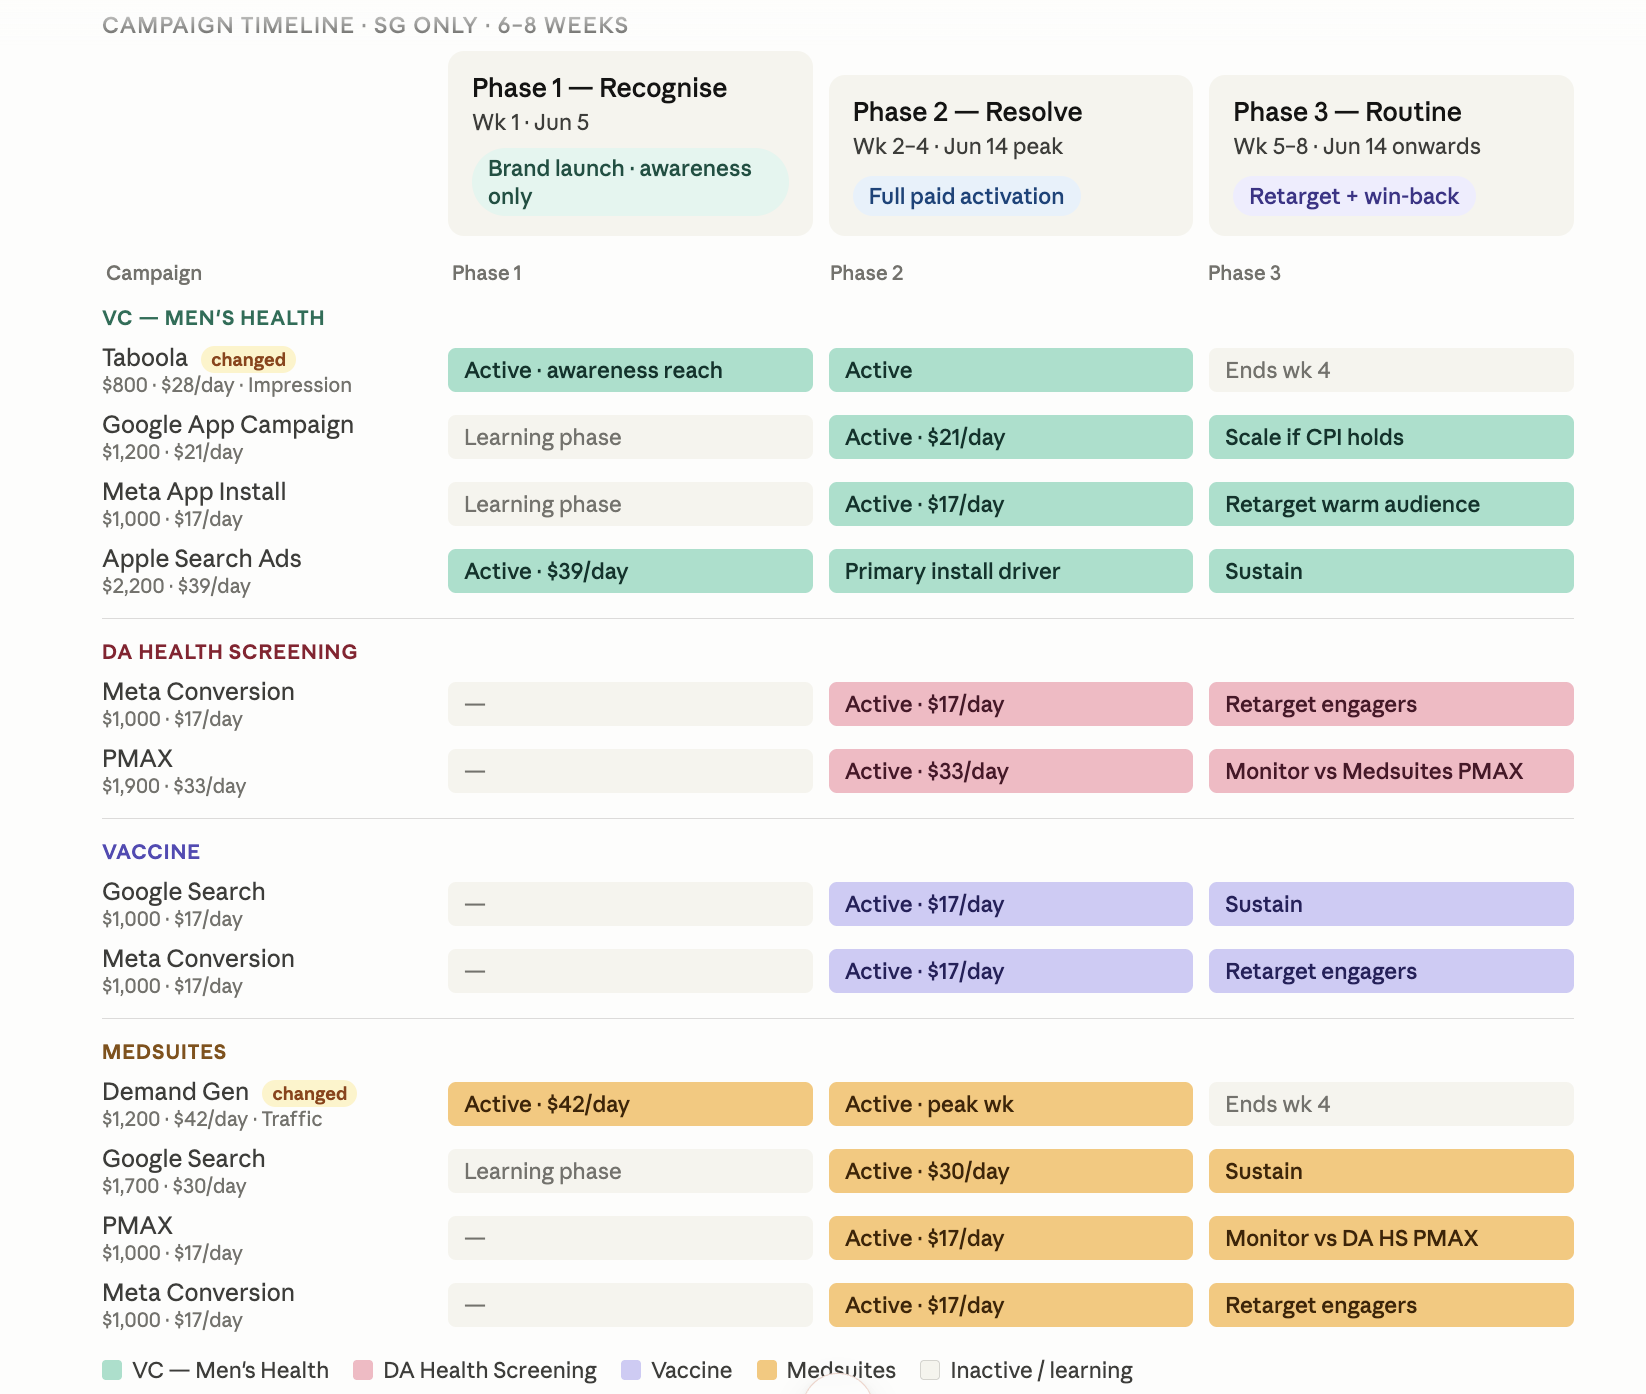 CAMPAIGN TIMELINE · SG ONLY · 6–8 WEEKS
Phase 1 — Recognise
Wk 1 · Jun 5
Brand launch · awareness
only
Phase 2 — Resolve
Wk 2–4 · Jun 14 peak
Full paid activation
Phase 3 — Routine
Wk 5–8 · Jun 14 onwards
Retarget + win-back
Campaign Phase 1 Phase 2 Phase 3
VC — MEN'S HEALTH
Taboola changed
$800 · $28/day · Impression
Active · awareness reach
Active
Ends wk 4
Google App Campaign
$1,200 · $21/day
Learning phase
Active · $21/day
Scale if CPI holds
Meta App Install
$1,000 · $17/day
Learning phase
Active · $17/day
Retarget warm audience
Apple Search Ads
$2,200 · $39/day
Active · $39/day
Primary install driver
Sustain
DA HEALTH SCREENING
Meta Conversion
$1,000 · $17/day
—
Active · $17/day
Retarget engagers
PMAX
$1,900 · $33/day
—
Active · $33/day
Monitor vs Medsuites PMAX
VACCINE
Google Search
$1,000 · $17/day
—
Active · $17/day
Sustain
Meta Conversion
$1,000 · $17/day
—
Active · $17/day
Retarget engagers
MEDSUITES
Demand Gen changed
$1,200 · $42/day · Traffic
Active · $42/day
Active · peak wk
Ends wk 4
Google Search
$1,700 · $30/day
Learning phase
Active · $30/day
Sustain
PMAX
$1,000 · $17/day
—
Active · $17/day
Monitor vs DA HS PMAX
Meta Conversion
$1,000 · $17/day
—
Active · $17/day
Retarget engagers
VC — Men's Health DA Health Screening Vaccine Medsuites Inactive / learning